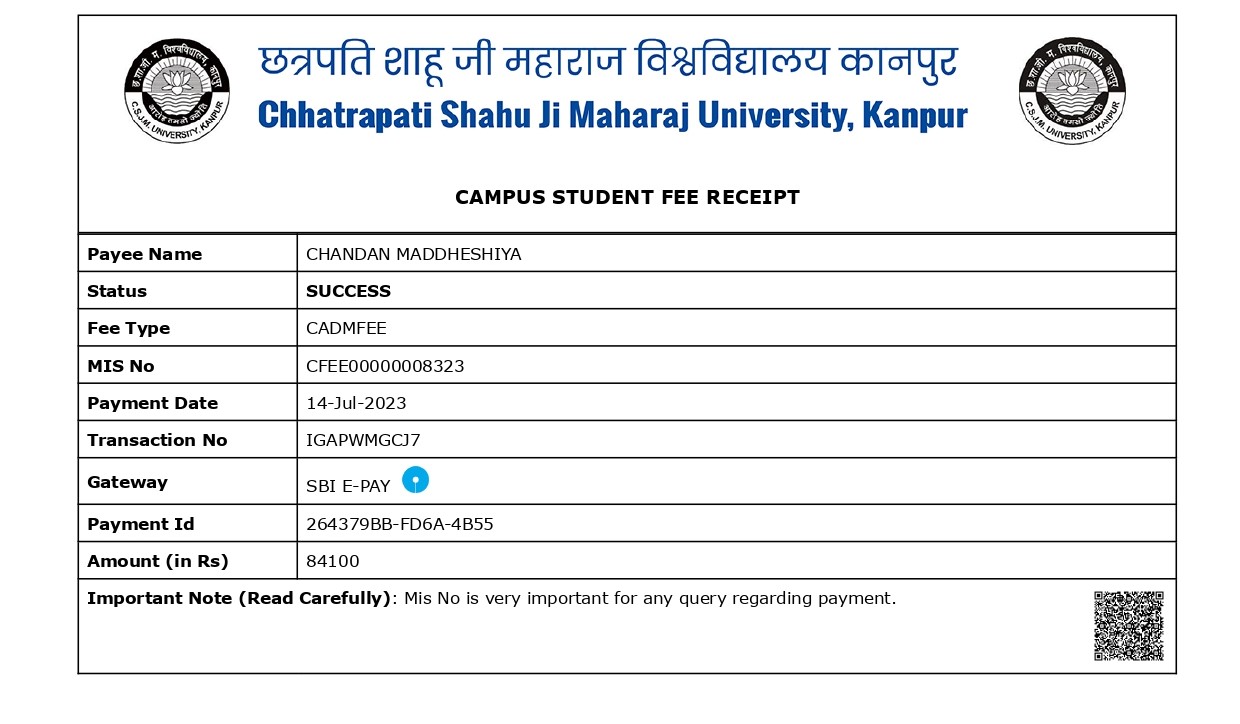 छत्रपति शाहू जी महाराज विश्वविद्यालय कानपुर
Chhatrapati Shahu Ji Maharaj University, Kanpur
C.S.J.M. UNIVERSITY, KANPUR
C.S.J.M. UNIVERSITY, KANPUR
CAMPUS STUDENT FEE RECEIPT
Payee Name CHANDAN MADDHESHIYA
Status SUCCESS
Fee Type CADMFEE
MIS No CFEE00000008323
Payment Date 14-Jul-2023
Transaction No IGAPWMGCJ7
Gateway SBI E-PAY
Payment Id 264379BB-FD6A-4B55
Amount (in Rs) 84100
Important Note (Read Carefully): Mis No is very important for any query regarding payment.